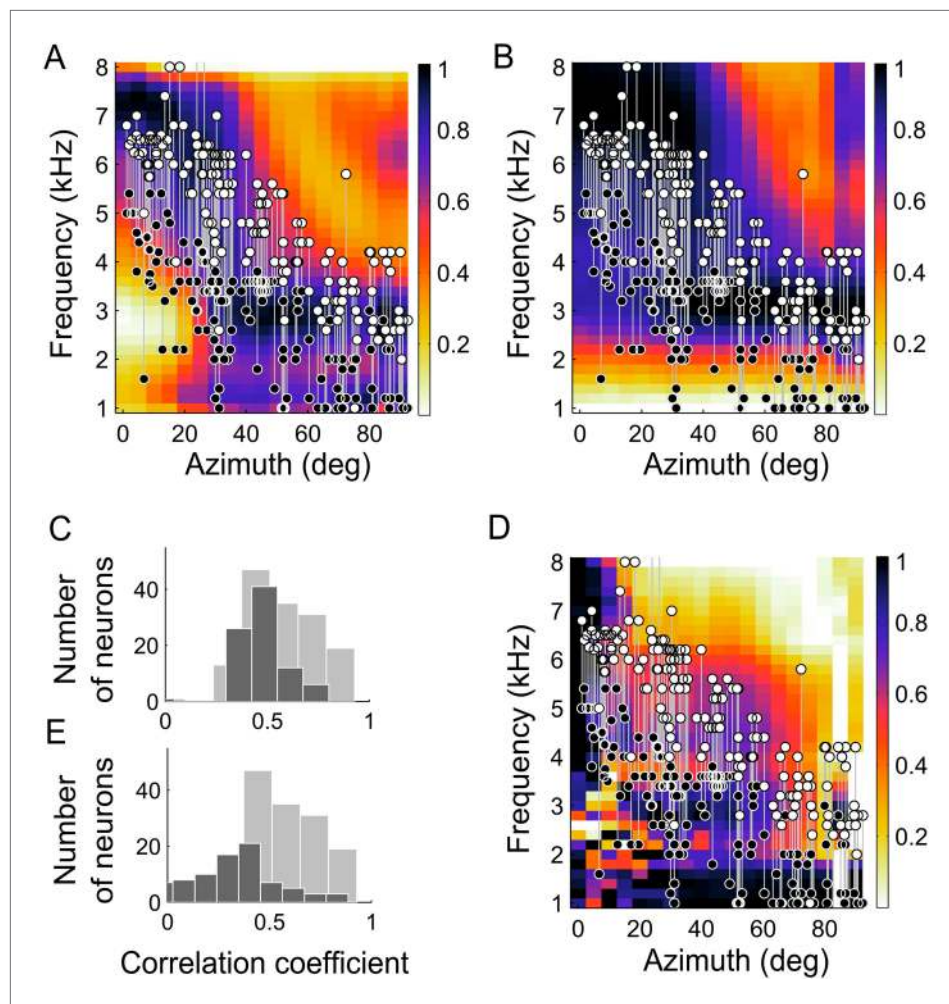 A
B
8
7
6
5
4
3
2
1
Frequency (kHz)
0 20 40 60 80
Azimuth (deg)
1
0.8
0.6
0.4
0.2
8
7
6
5
4
3
2
1
Frequency (kHz)
0 20 40 60 80
Azimuth (deg)
1
0.8
0.6
0.4
0.2
C
Number
of neurons
40
20
0
0 0.5 1
D
8
7
6
5
4
3
2
1
Frequency (kHz)
0 20 40 60 80
Azimuth (deg)
1
0.8
0.6
0.4
0.2
E
Number
of neurons
40
20
0
0 0.5 1
Correlation coefficient